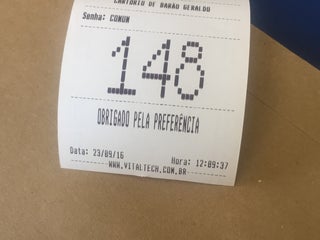 CARTORIO DE BARÃO GERALDO
Senha: COMUM
148
OBRIGADO PELA PREFERÊNCIA
Data: 23/09/16 Hora: 12:09:37
WWW.VITALTECH.COM.BR